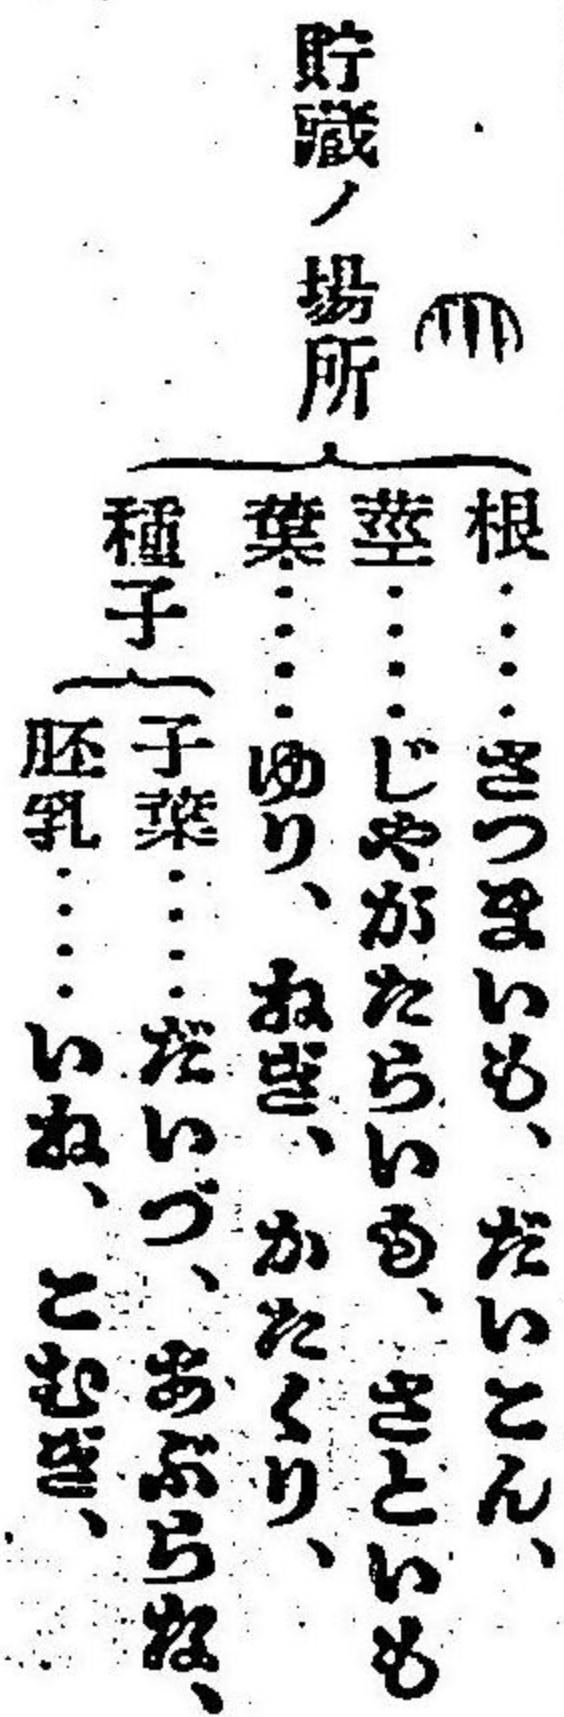 貯蔵ノ場所
根‥‥さつまいも、だいこん、
茎‥‥じやがたらいも、さといも
葉‥‥ゆり、ねぎ、かたくり、
種子
子葉‥‥だいづ、あぶらな、
胚乳‥‥いね、こむぎ、